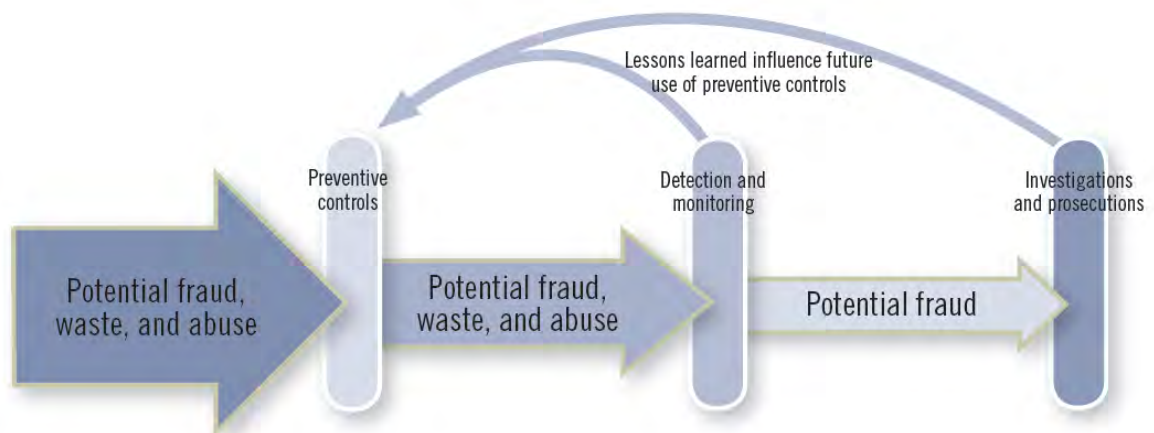 Lessons learned influence future
use of preventive controls
Preventive
controls
Detection and
monitoring
Investigations
and prosecutions
Potential fraud,
waste, and abuse
Potential fraud,
waste, and abuse
Potential fraud